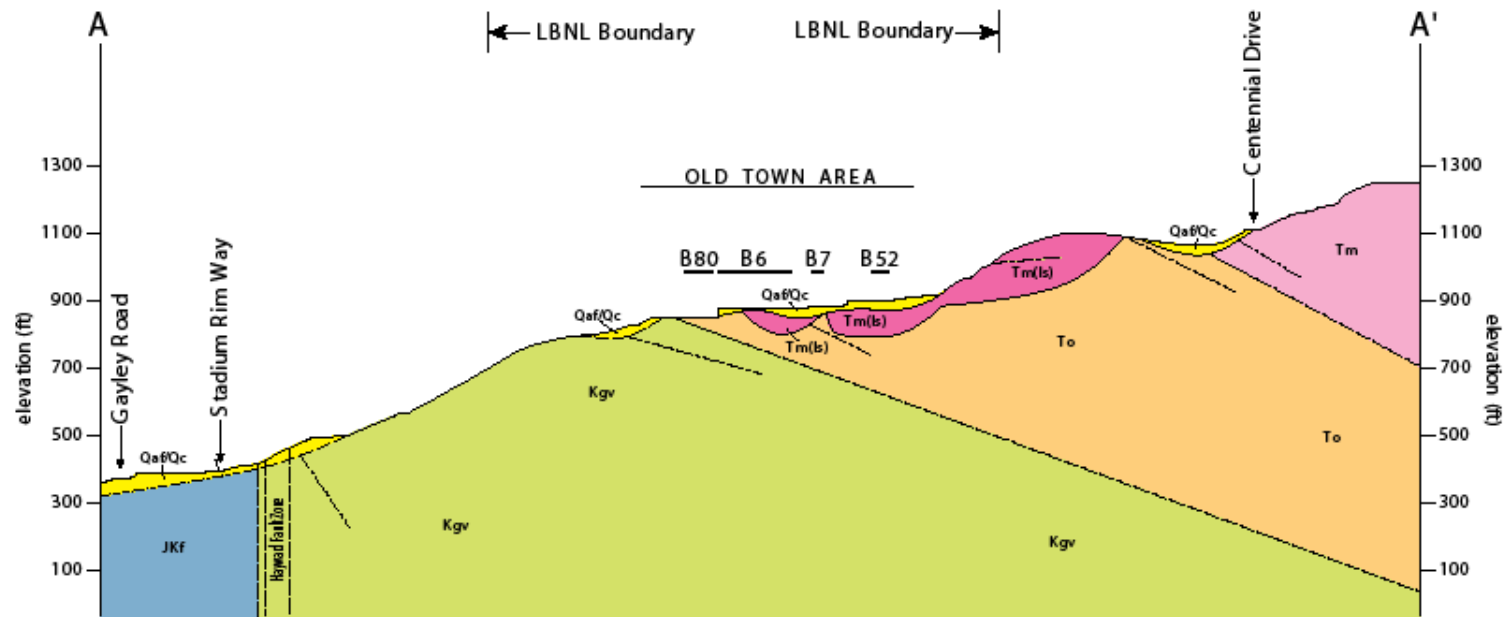 A
A'
LBNL Boundary
LBNL Boundary
Centennial Drive
1300
1300
OLD TOWN AREA
1100
1100
Qaf/Qc
Tm
Stadium Rim Way
B80
B6
B7
B52
Tm(ls)
Gayley Road
900
900
Qaf/Qc
Qaf/Qc
Tm(ls)
elevation (ft)
elevation (ft)
Tm(ls)
To
700
700
Kgv
500
500
To
Qaf/Qc
300
300
Kgv
Kgv
JKf
Haywad Fault Zone
100
100